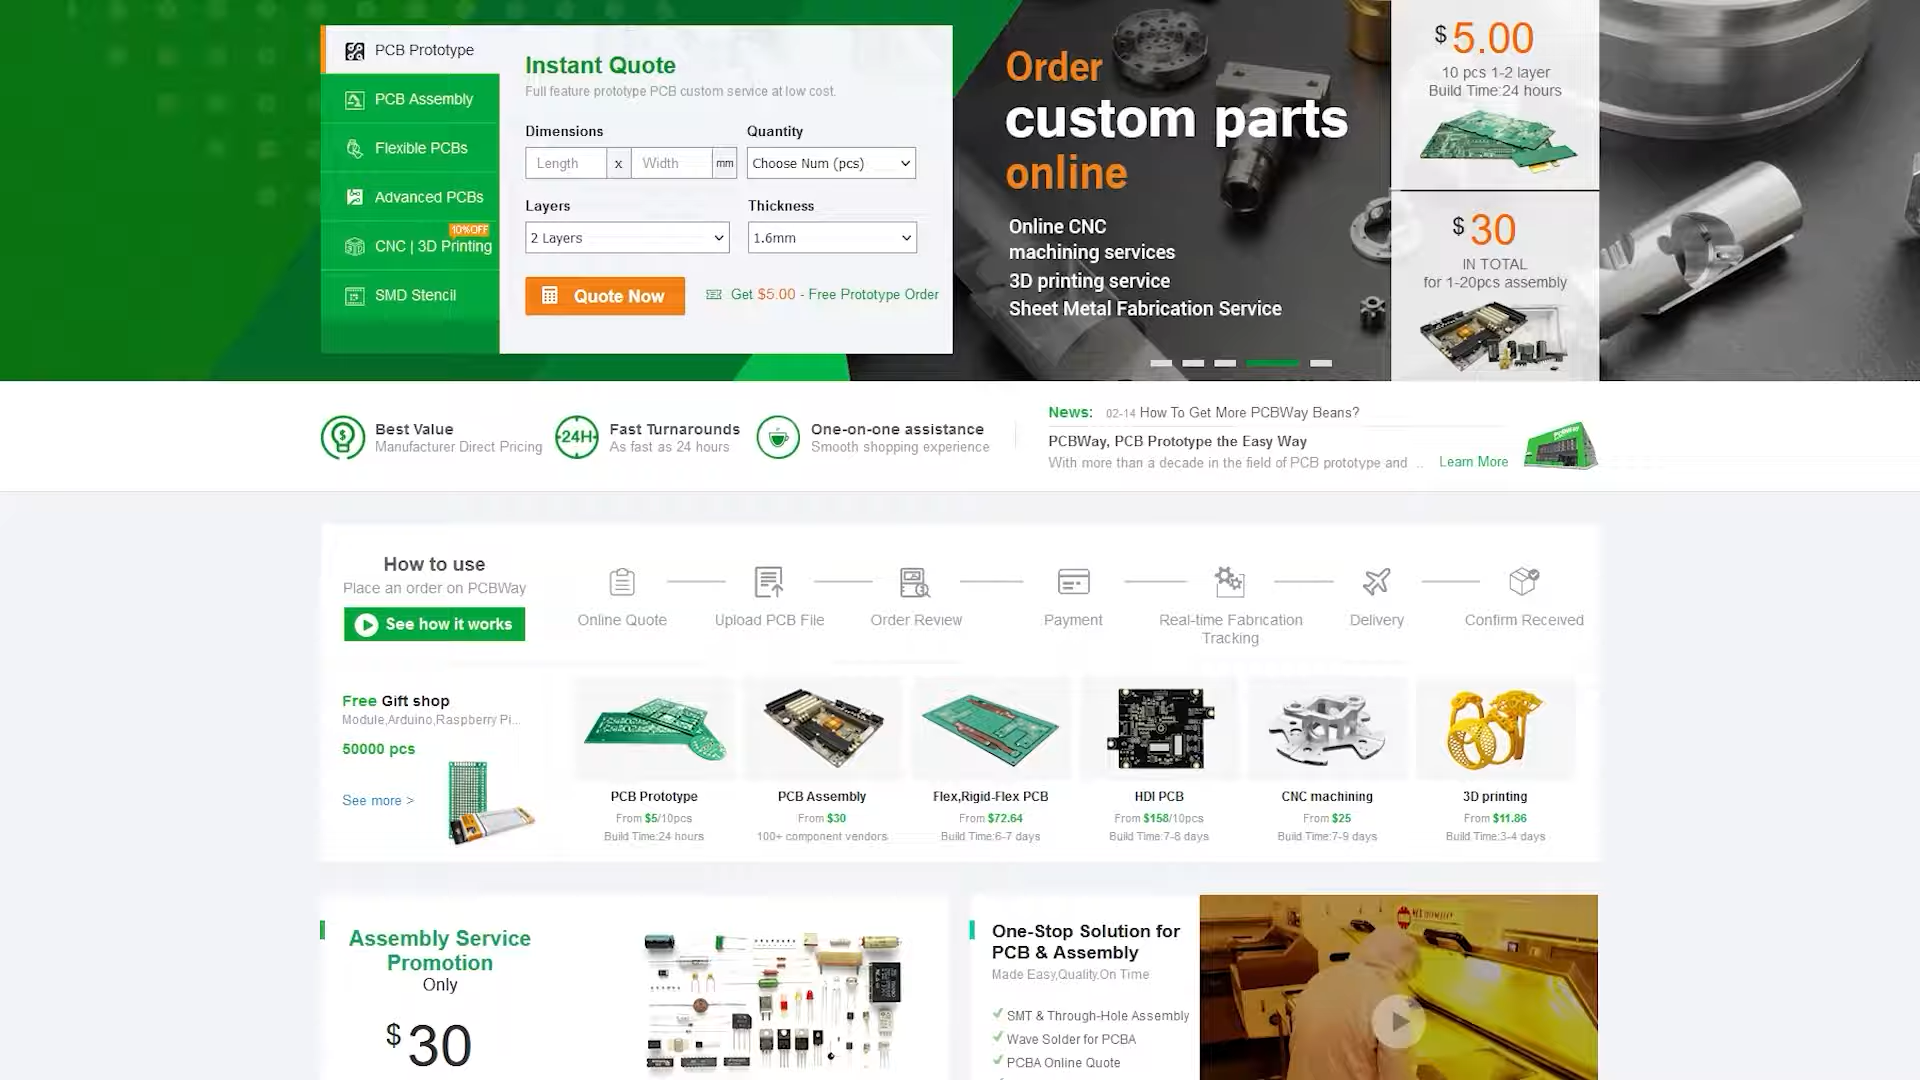 PCB Prototype
PCB Assembly
Flexible PCBs
Advanced PCBs
10%OFF
CNC | 3D Printing
SMD Stencil
Instant Quote
Full feature prototype PCB custom service at low cost.
Dimensions
Quantity
Length x Width mm
Choose Num (pcs)
Layers
Thickness
2 Layers
1.6mm
Quote Now
Get $5.00 - Free Prototype Order
Order
custom parts
online
Online CNC
machining services
3D printing service
Sheet Metal Fabrication Service
$5.00
10 pcs 1-2 layer
Build Time:24 hours
$30
IN TOTAL
for 1-20pcs assembly
Best Value
Manufacturer Direct Pricing
24H
Fast Turnarounds
As fast as 24 hours
One-on-one assistance
Smooth shopping experience
News: 02-14 How To Get More PCBWay Beans?
PCBWay, PCB Prototype the Easy Way
With more than a decade in the field of PCB prototype and ... Learn More
PCBWay
How to use
Place an order on PCBWay
See how it works
Online Quote
Upload PCB File
Order Review
Payment
Real-time Fabrication
Tracking
Delivery
Confirm Received
Free Gift shop
Module,Arduino,Raspberry Pi...
50000 pcs
See more >
PCB Prototype
From $5/10pcs
Build Time:24 hours
PCB Assembly
From $30
100+ component vendors
Flex,Rigid-Flex PCB
From $72.64
Build Time:6-7 days
HDI PCB
From $158/10pcs
Build Time:7-8 days
CNC machining
From $25
Build Time:7-9 days
3D printing
From $11.86
Build Time:3-4 days
Assembly Service
Promotion
Only
$30
One-Stop Solution for
PCB & Assembly
Made Easy,Quality,On Time
SMT & Through-Hole Assembly
Wave Solder for PCBA
PCBA Online Quote